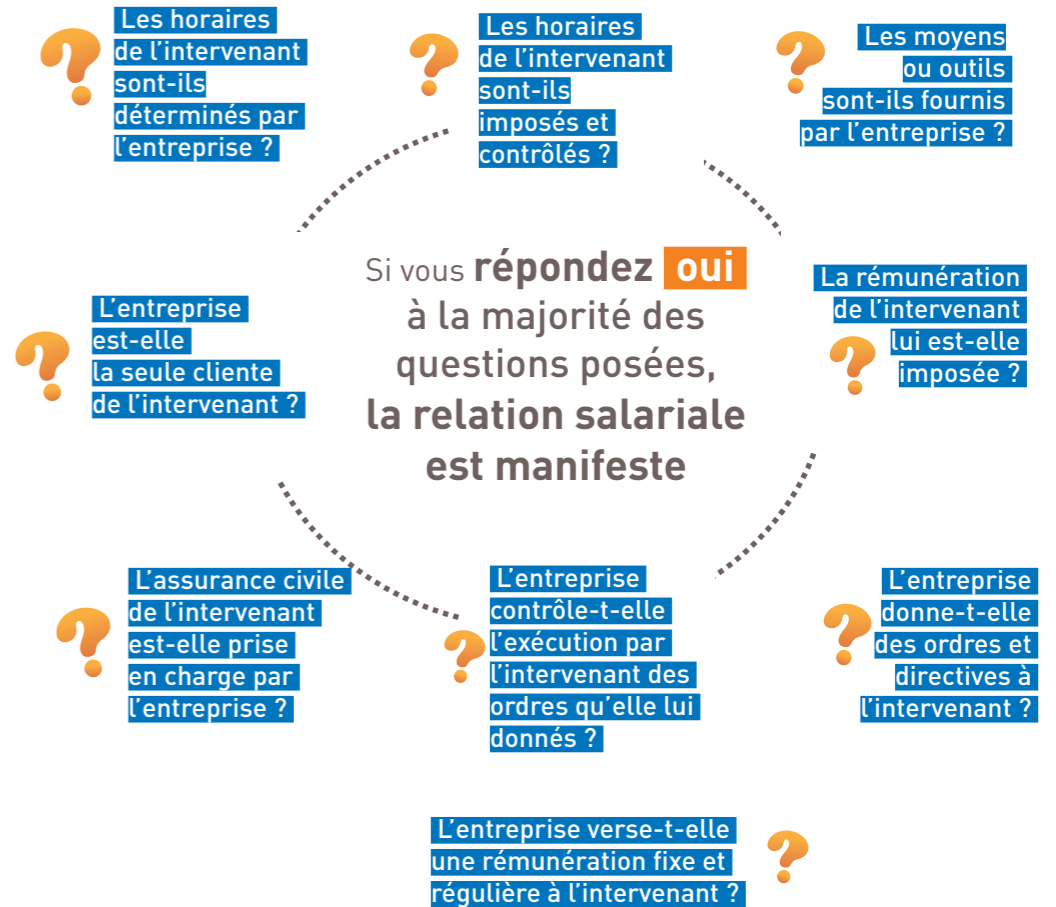 Les horaires
de l'intervenant
sont-ils
déterminés par
l'entreprise ?
Les horaires
de l'intervenant
sont-ils
imposés et
contrôlés ?
Les moyens
ou outils
sont-ils fournis
par l'entreprise ?
L'entreprise
est-elle
la seule cliente
de l'intervenant ?
Si vous répondez oui
à la majorité des
questions posées,
la relation salariale
est manifeste
La rémunération
de l'intervenant
lui est-elle
imposée ?
L'assurance civile
de l'intervenant
est-elle prise
en charge par
l'entreprise ?
L'entreprise
contrôle-t-elle
l'exécution par
l'intervenant des
ordres qu'elle lui
donnés ?
L'entreprise
donne-t-elle
des ordres et
directives à
l'intervenant ?
L'entreprise verse-t-elle
une rémunération fixe et
régulière à l'intervenant ?